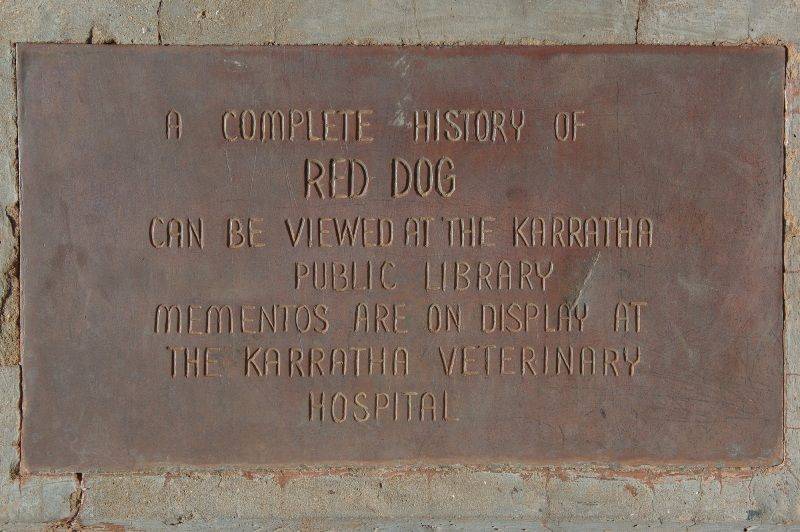 A COMPLETE HISTORY OF
RED DOG
CAN BE VIEWED AT THE KARRATHA
PUBLIC LIBRARY
MEMENTOS ARE ON DISPLAY AT
THE KARRATHA VETERINARY
HOSPITAL